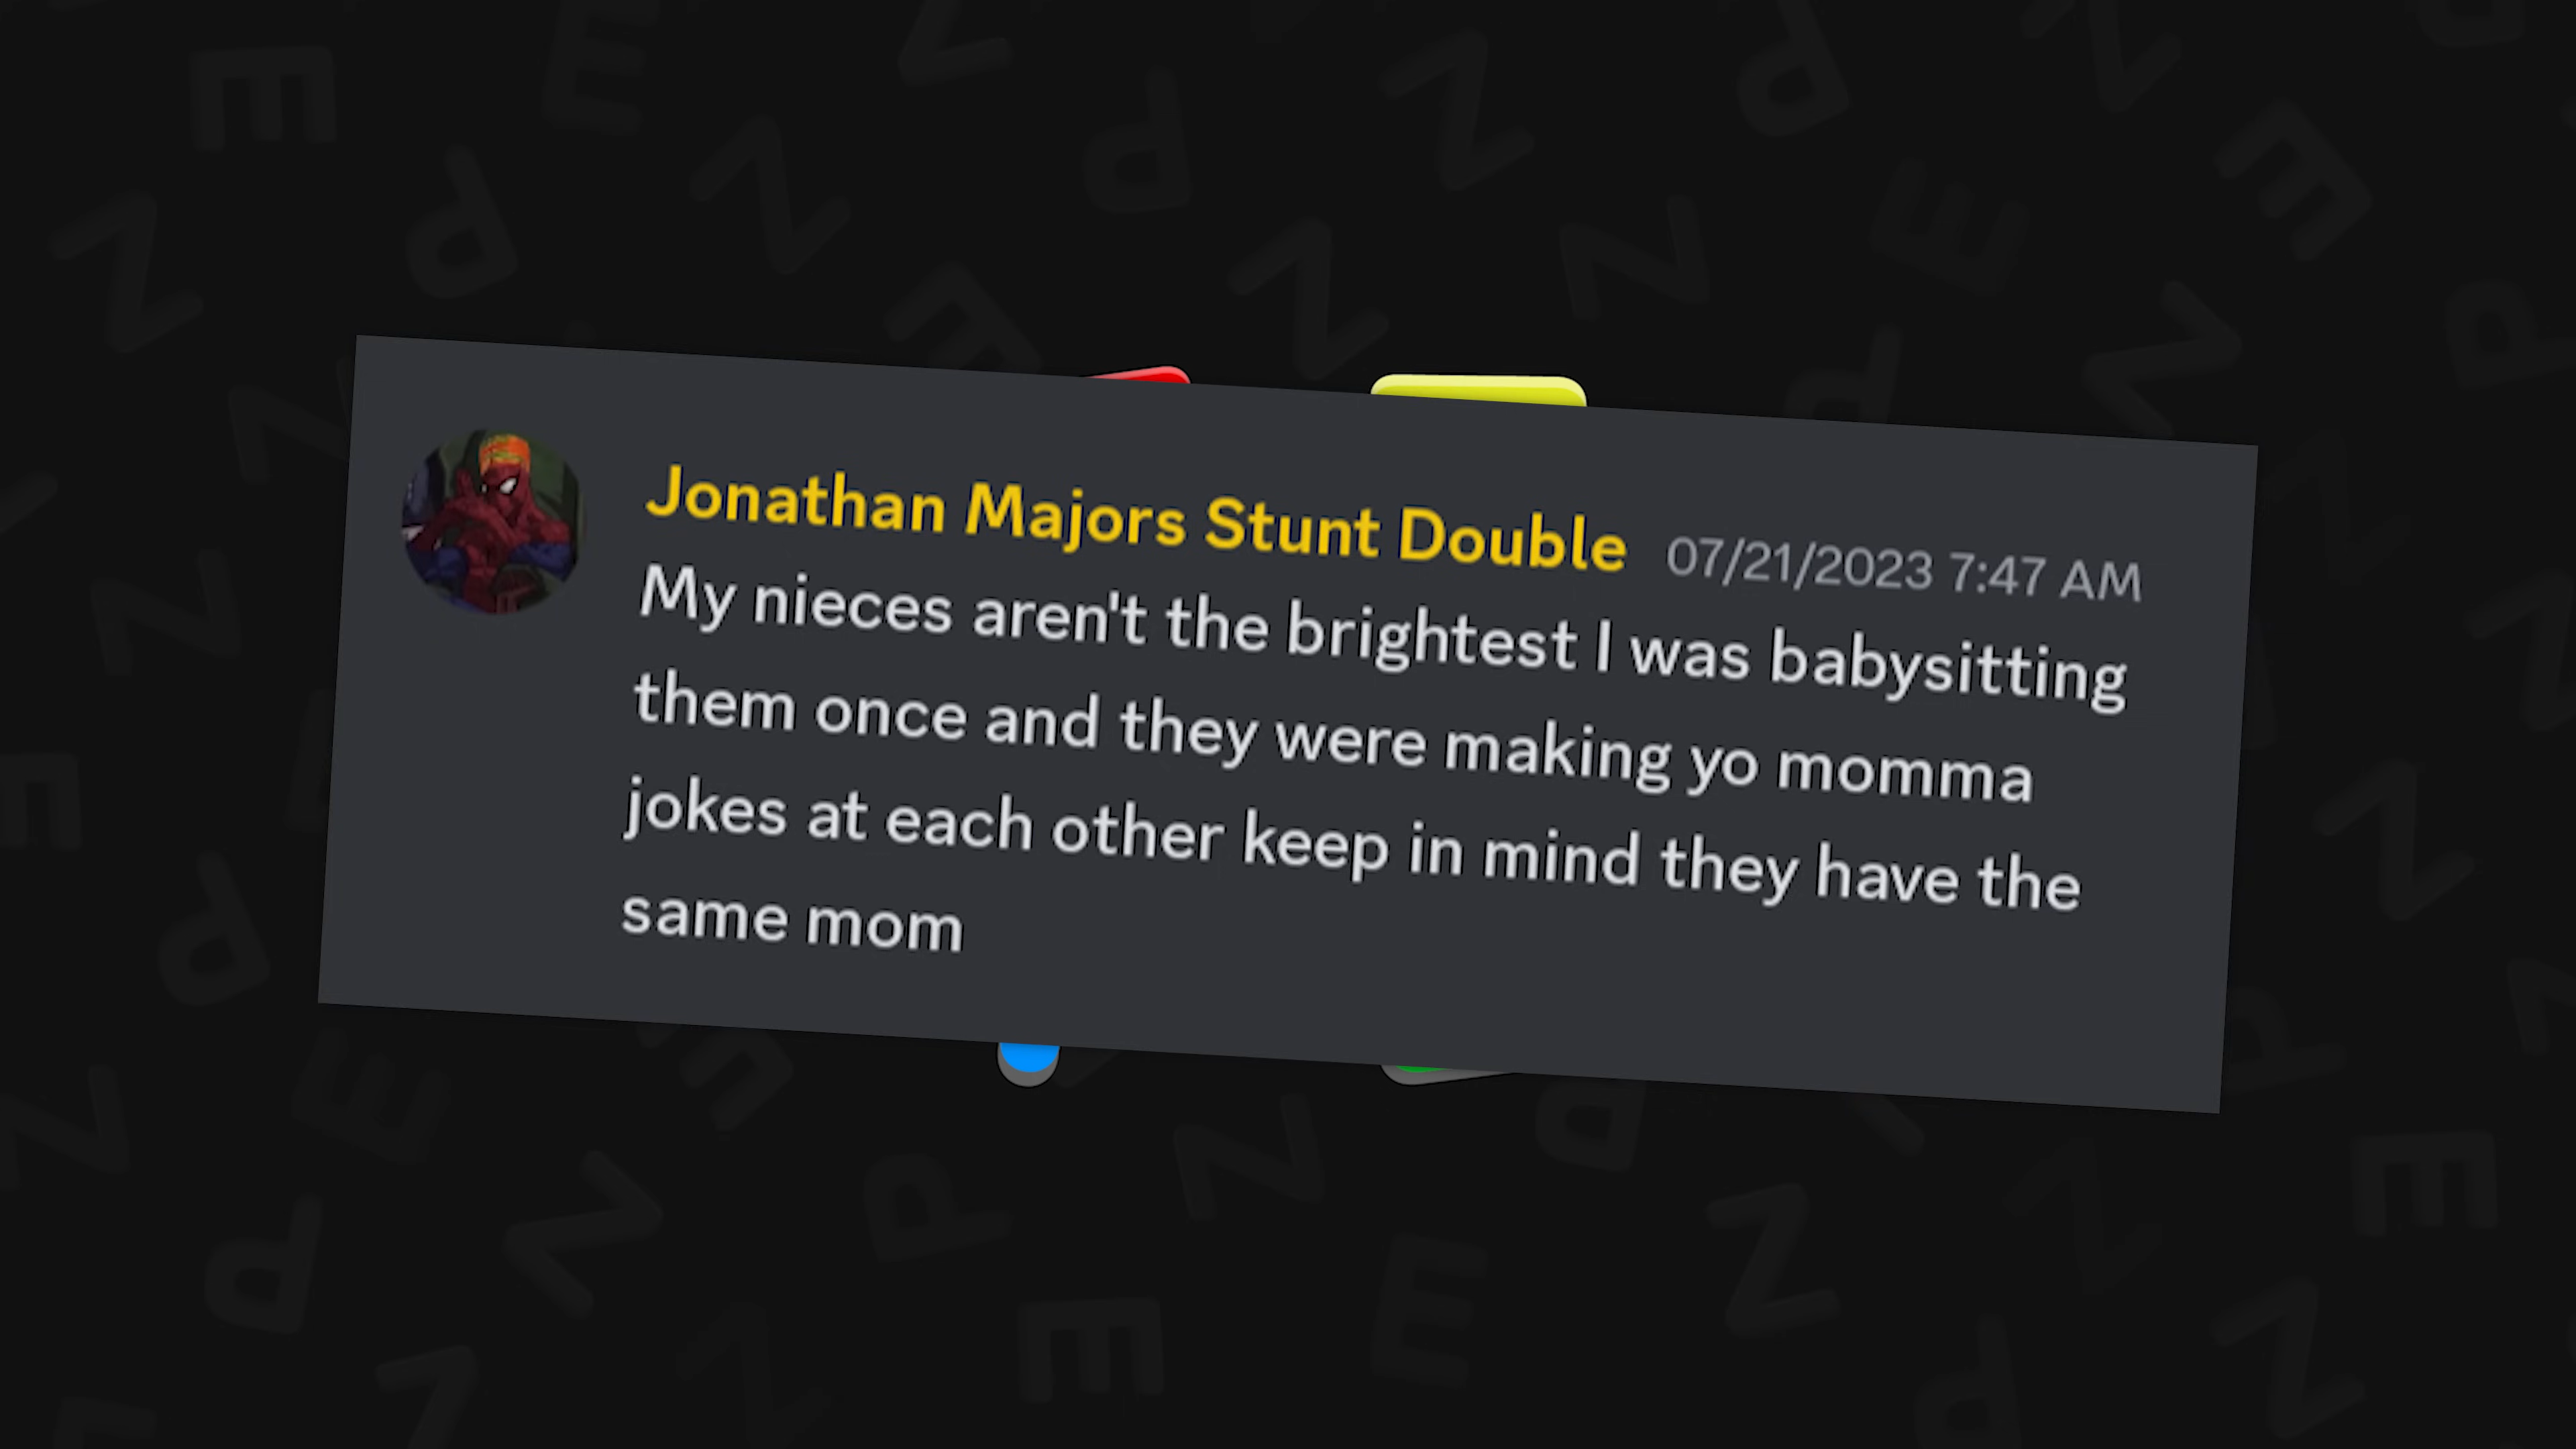 Jonathan Majors Stunt Double 07/21/2023 7:47 AM
My nieces aren't the brightest I was babysitting
them once and they were making yo momma
jokes at each other keep in mind they have the
same mom